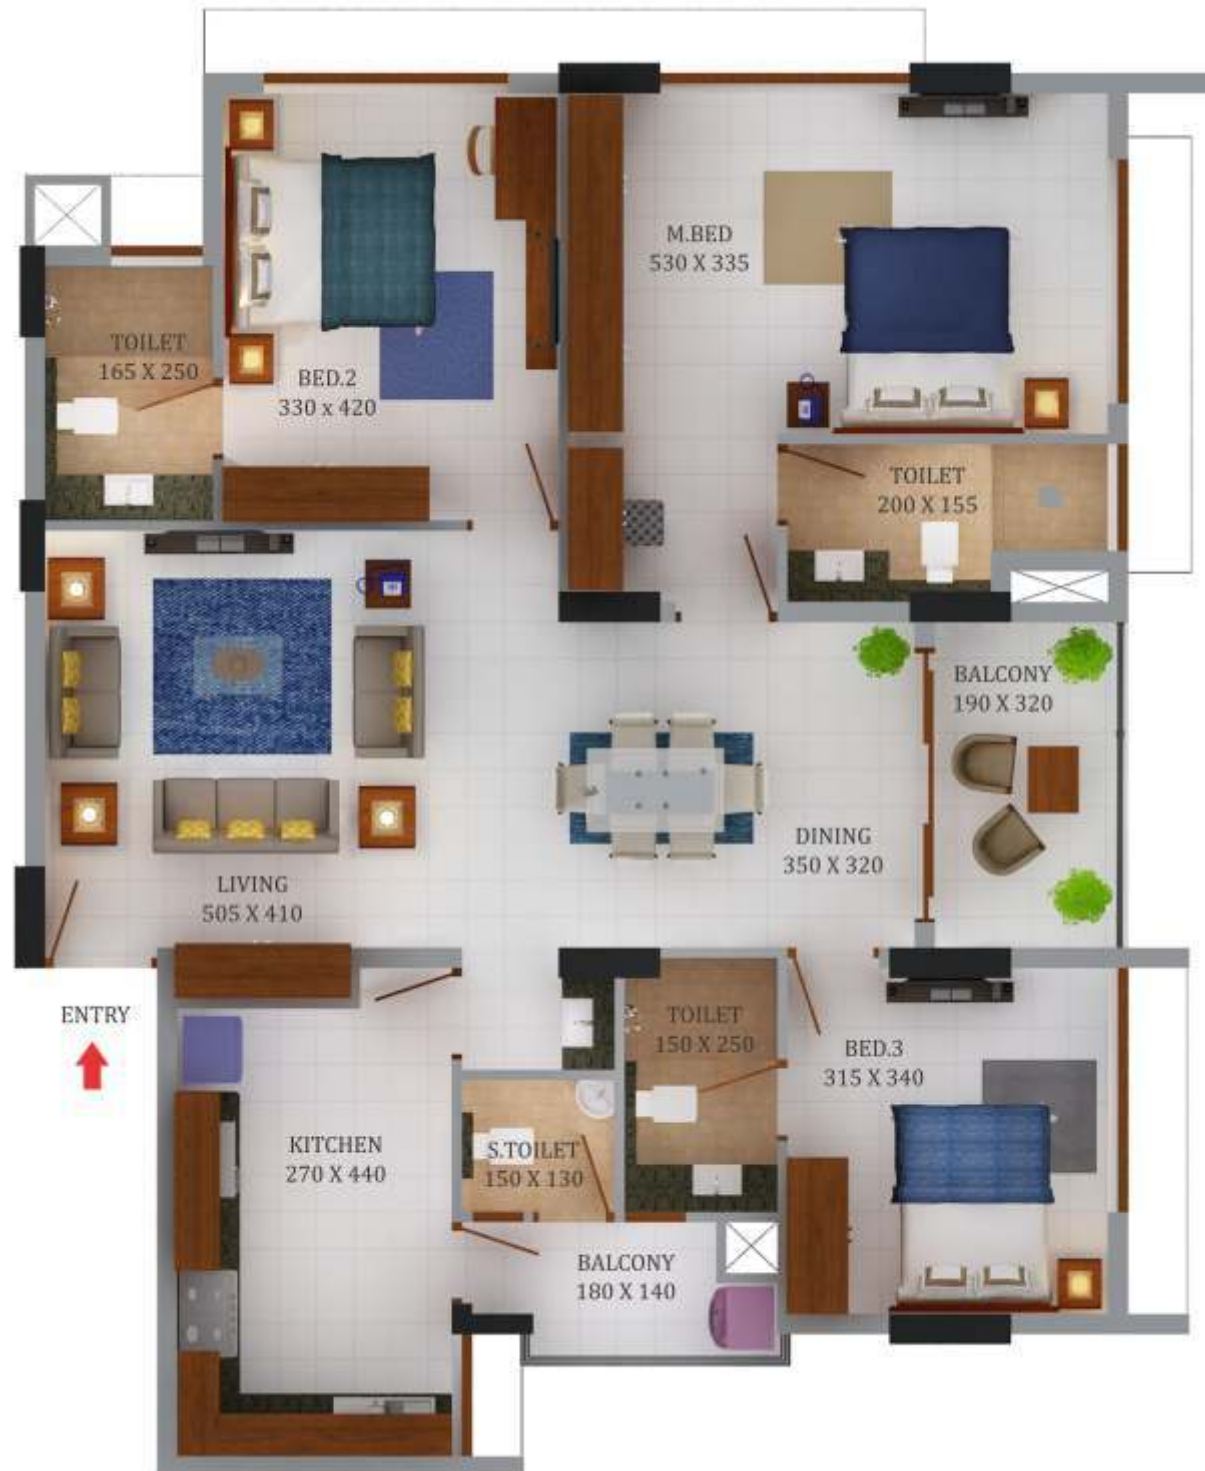 M.BED
530 X 335
TOILET
165 X 250
BED.2
330 x 420
TOILET
200 X 155
BALCONY
190 X 320
DINING
350 X 320
LIVING
505 X 410
ENTRY
TOILET
150 X 250
BED.3
315 X 340
KITCHEN
270 X 440
S.TOILET
150 X 130
BALCONY
180 X 140